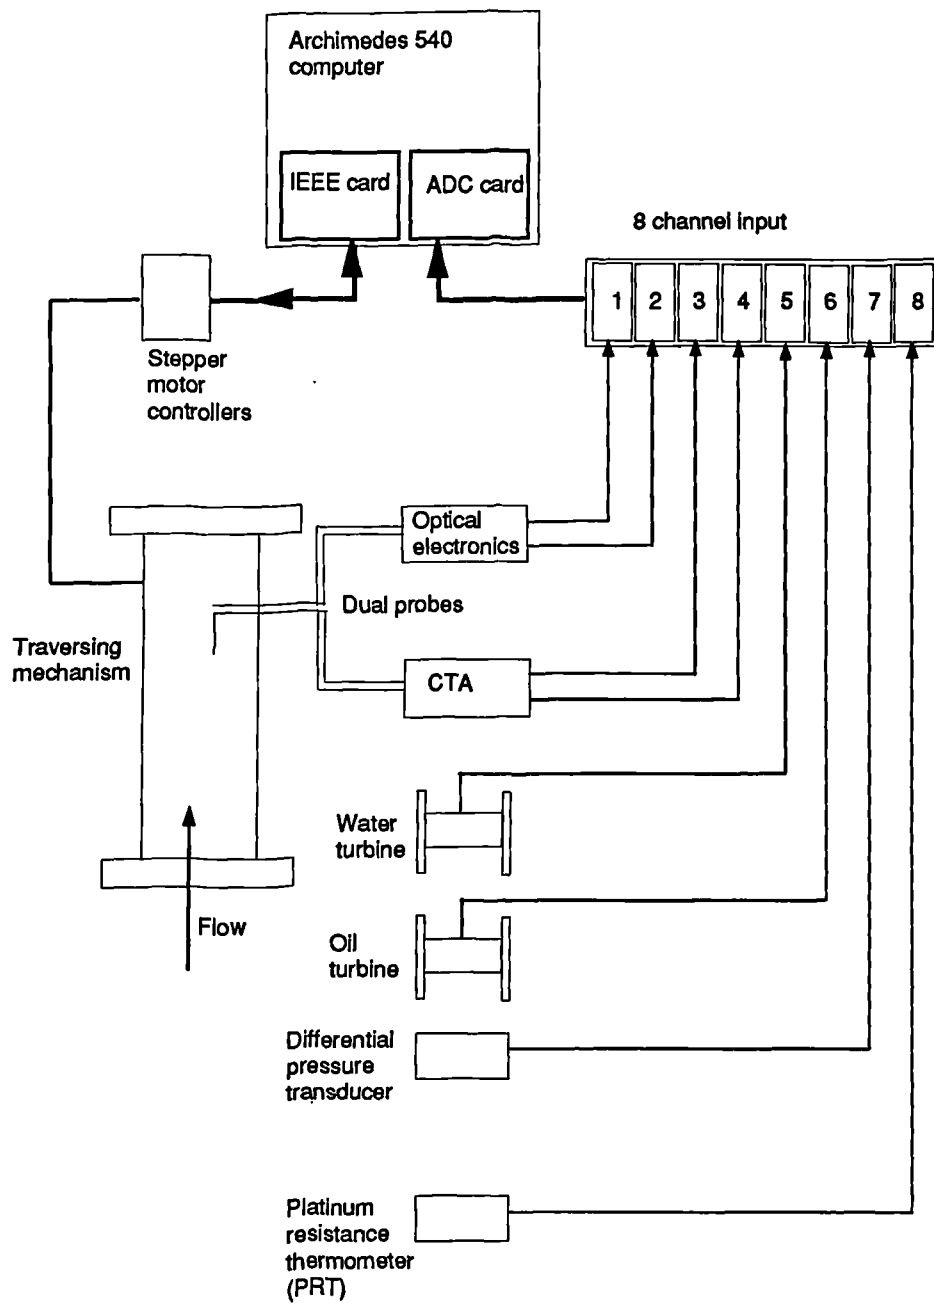 Archimedes 540
computer
IEEE card
ADC card
8 channel input
1 2 3 4 5 6 7 8
Stepper
motor
controllers
Optical
electronics
Dual probes
Traversing
mechanism
CTA
Water
turbine
Flow
Oil
turbine
Differential
pressure
transducer
Platinum
resistance
thermometer
(PRT)